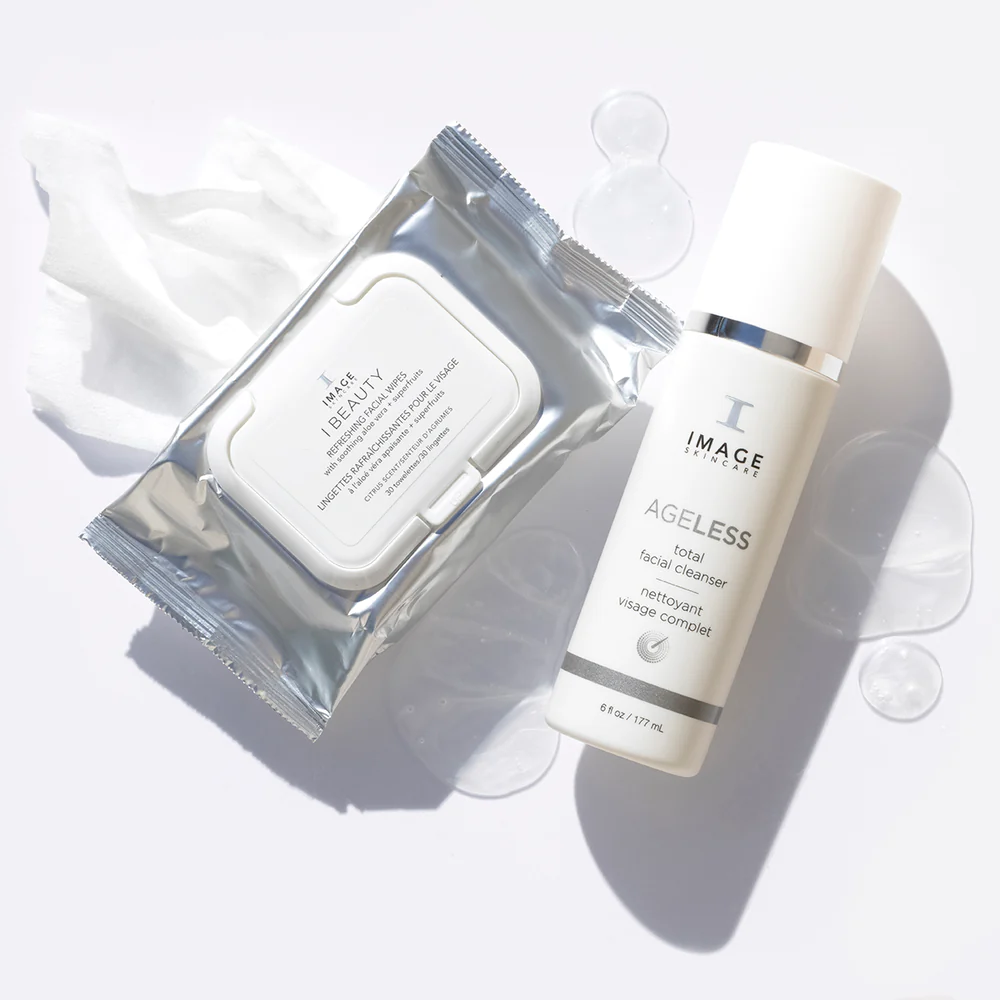 IMAGE
SKINCARE
I BEAUTY
REFRESHING FACIAL WIPES
with soothing aloe vera + superfruits
LINGETTES RAFRAÎCHISSANTES POUR LE VISAGE
à l'aloé véra apaisante + superfruits
CITRUS SCENT/SENTEUR D'AGRUMES
30 towelettes/30 lingettes
I
IMAGE
SKINCARE
AGELESS
total
facial cleanser
nettoyant
visage complet
6 fl oz / 177 mL